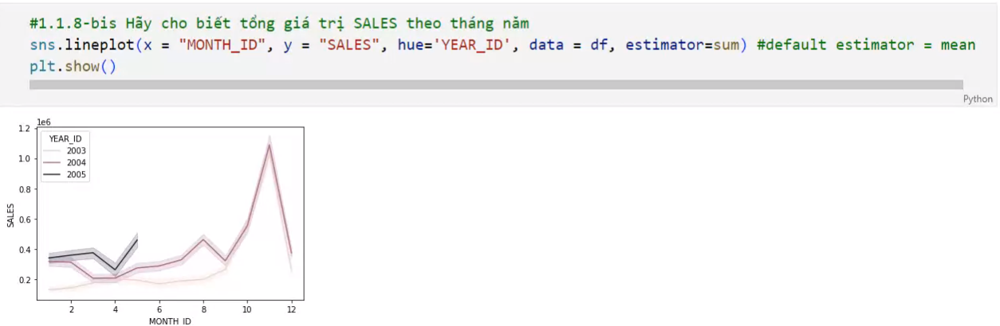 #1.1.8-bis Hãy cho biết tổng giá trị SALES theo tháng năm
sns.lineplot(x = "MONTH_ID", y = "SALES", hue='YEAR_ID', data = df, estimator=sum) #default estimator = mean
plt.show()
Python
1e6
1.2
1.0
0.8
0.6
0.4
0.2
SALES
YEAR_ID
2003
2004
2005
2 4 6 8 10 12
MONTH_ID